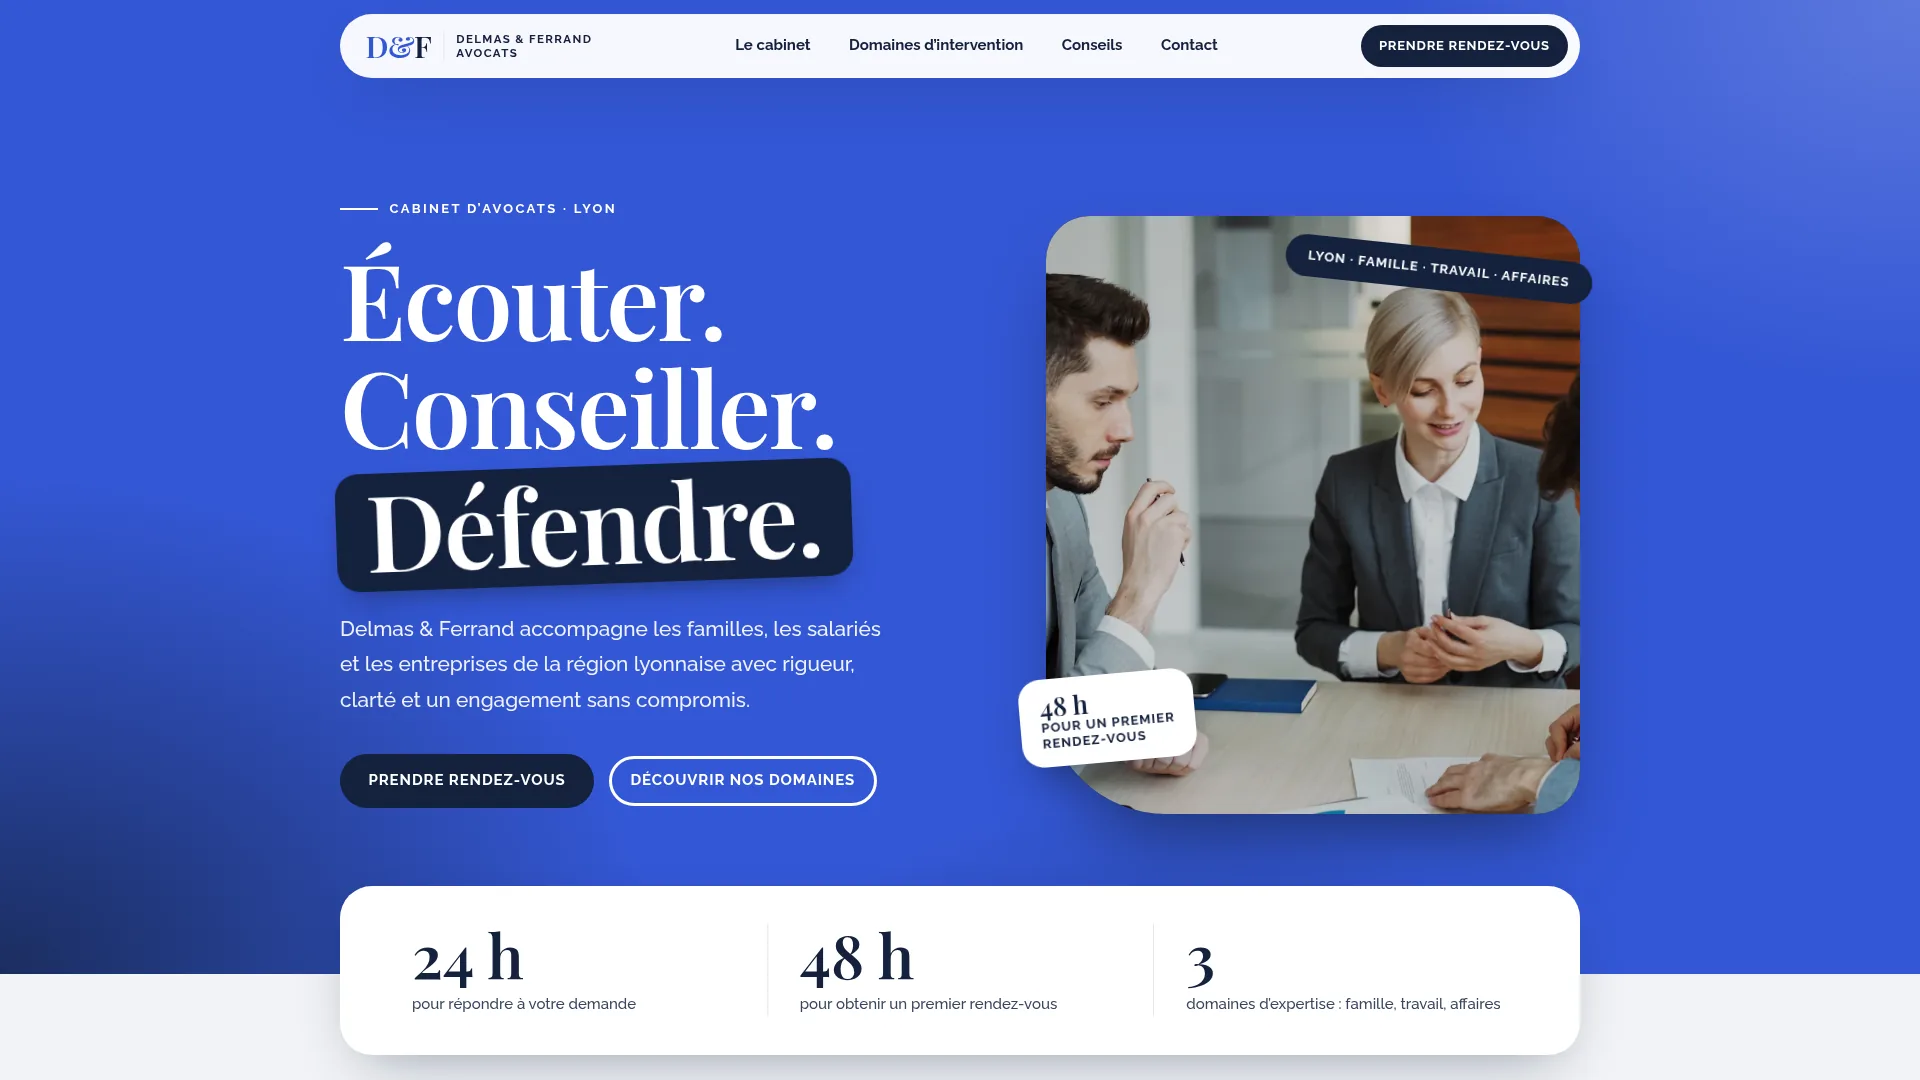 D&F
DELMAS & FERRAND
AVOCATS
Le cabinet
Domaines d'intervention
Conseils
Contact
PRENDRE RENDEZ-VOUS
CABINET D'AVOCATS · LYON
Écouter.
Conseiller.
Défendre.
Delmas & Ferrand accompagne les familles, les salariés
et les entreprises de la région lyonnaise avec rigueur,
clarté et un engagement sans compromis.
PRENDRE RENDEZ-VOUS
DÉCOUVRIR NOS DOMAINES
LYON · FAMILLE · TRAVAIL · AFFAIRES
48 h
POUR UN PREMIER
RENDEZ-VOUS
24 h
pour répondre à votre demande
48 h
pour obtenir un premier rendez-vous
3
domaines d'expertise : famille, travail, affaires